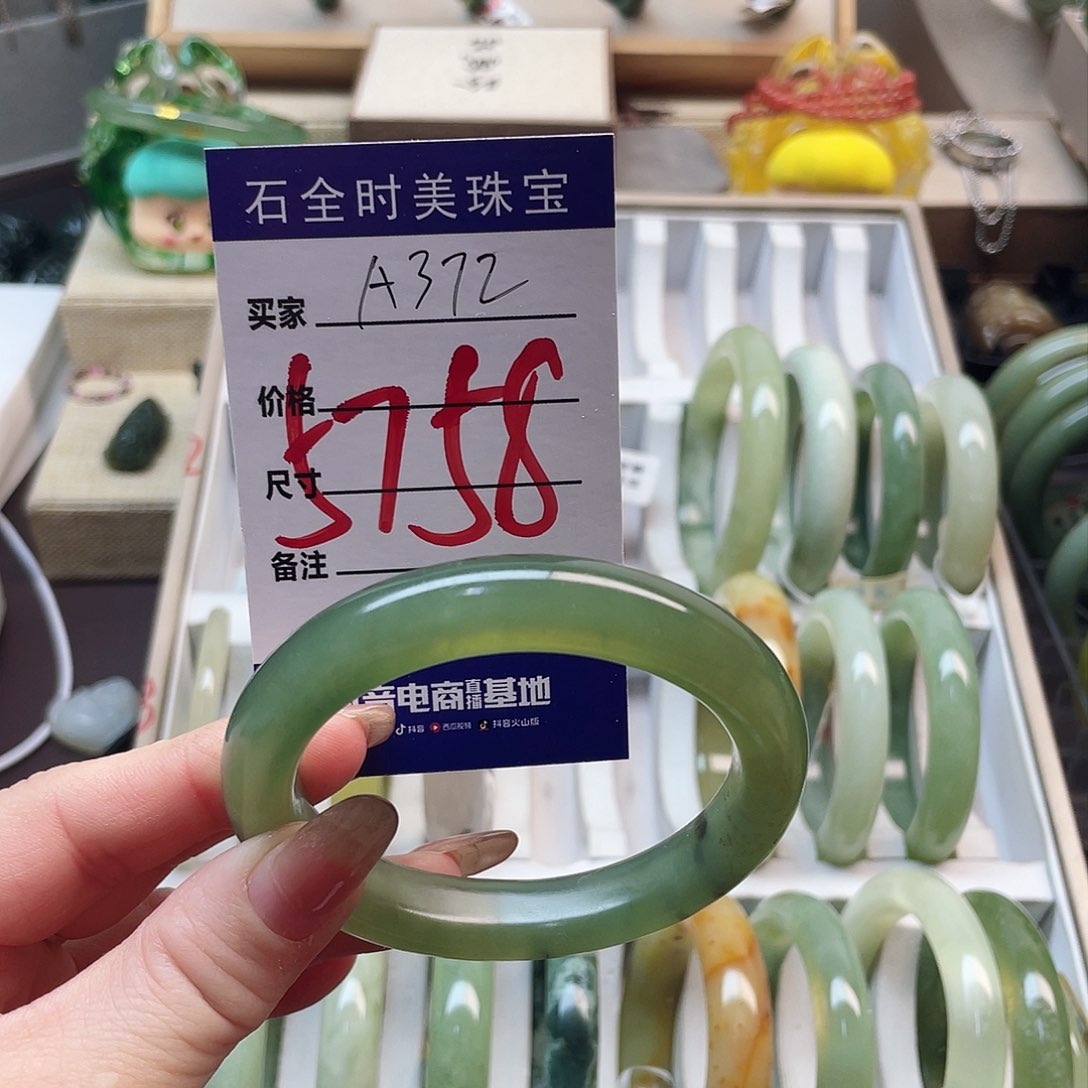 石全时美珠宝
买家 A372
价格
5758
尺寸
备注
音电商直播基地
抖音 西瓜视频 抖音火山版